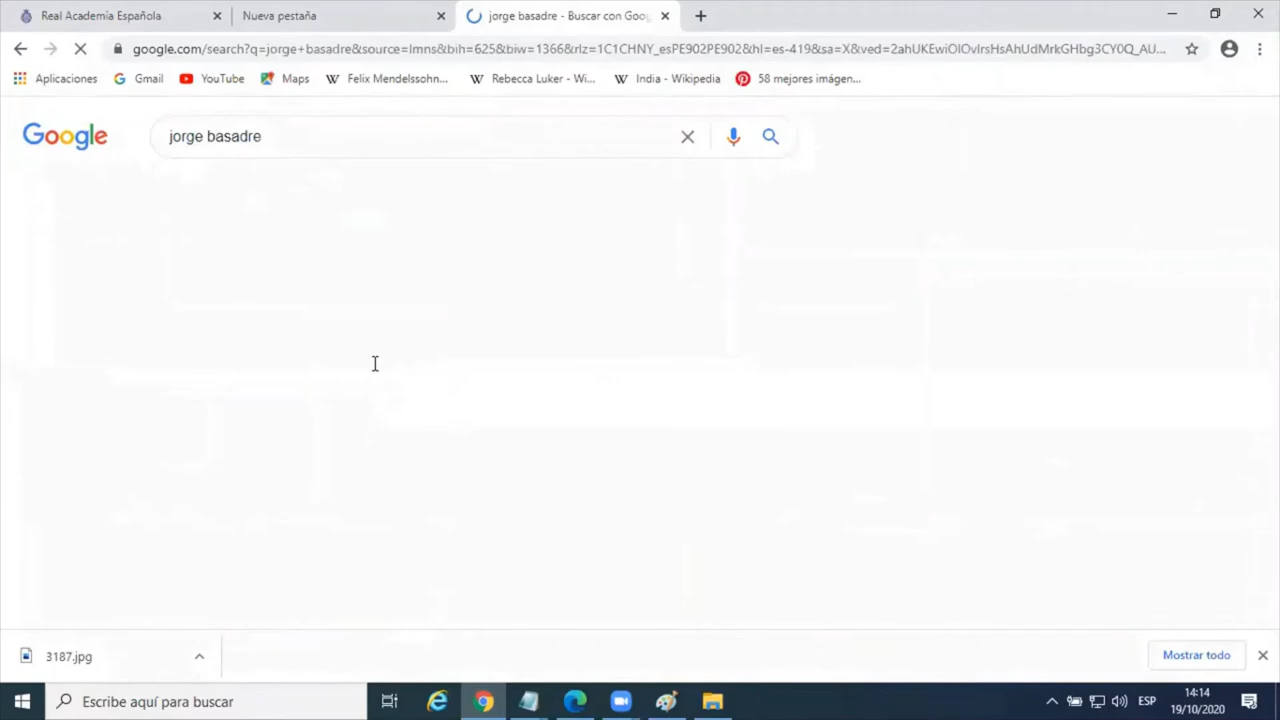 Real Academia Española
Nueva pestaña
jorge basadre - Buscar con Goog
google.com/search?q=jorge+basadre&source=lmns&bih=625&biw=1366&rlz=1C1CHNY_esPE902PE902&hl=es-419&sa=X&ved=2ahUKEwiOlOvIrsHsAhUdMrkGHbg3CY0Q_AU...
Aplicaciones
Gmail
YouTube
Maps
Felix Mendelssohn...
Rebecca Luker - Wi...
India - Wikipedia
58 mejores imágen...
Google
jorge basadre
3187.jpg
Mostrar todo
Escribe aquí para buscar
ESP
14:14
19/10/2020